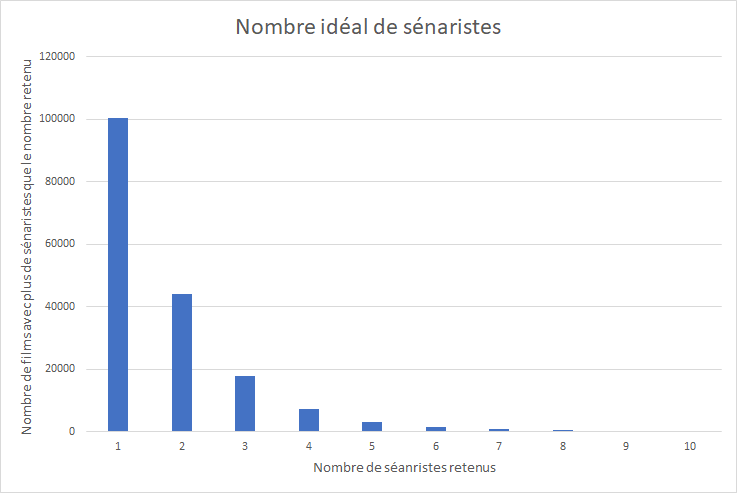 Nombre idéal de sénaristes
Nombre de films avec plus de sénaristes que le nombre retenu
120000
100000
80000
60000
40000
20000
0
1 2 3 4 5 6 7 8 9 10
Nombre de séanristes retenus